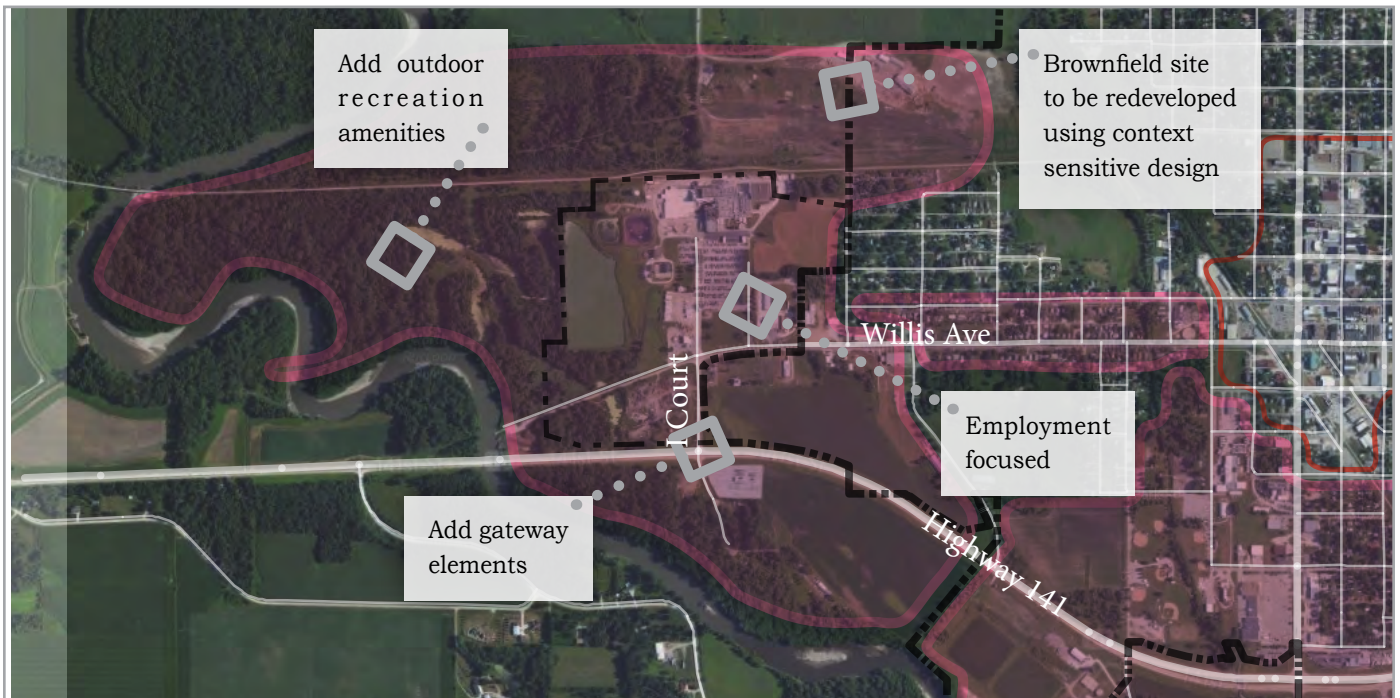 Add outdoor
recreation
amenities
Brownfield site
to be redeveloped
using context
sensitive design
Willis Ave
I Court
Employment
focused
Add gateway
elements
Highway 141